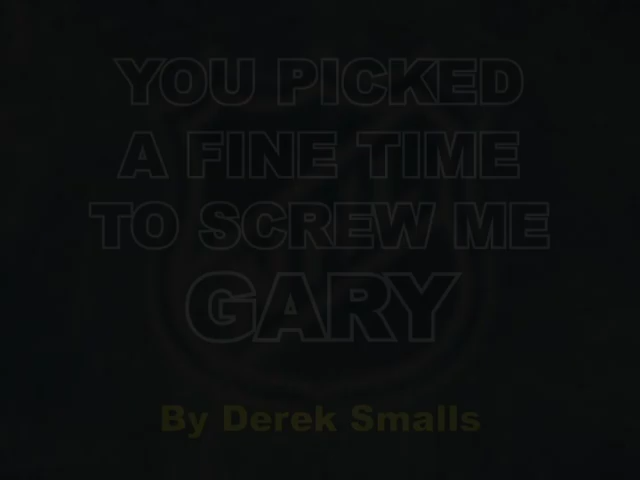 YOU PICKED
A FINE TIME
TO SCREW ME
GARY
By Derek Smalls